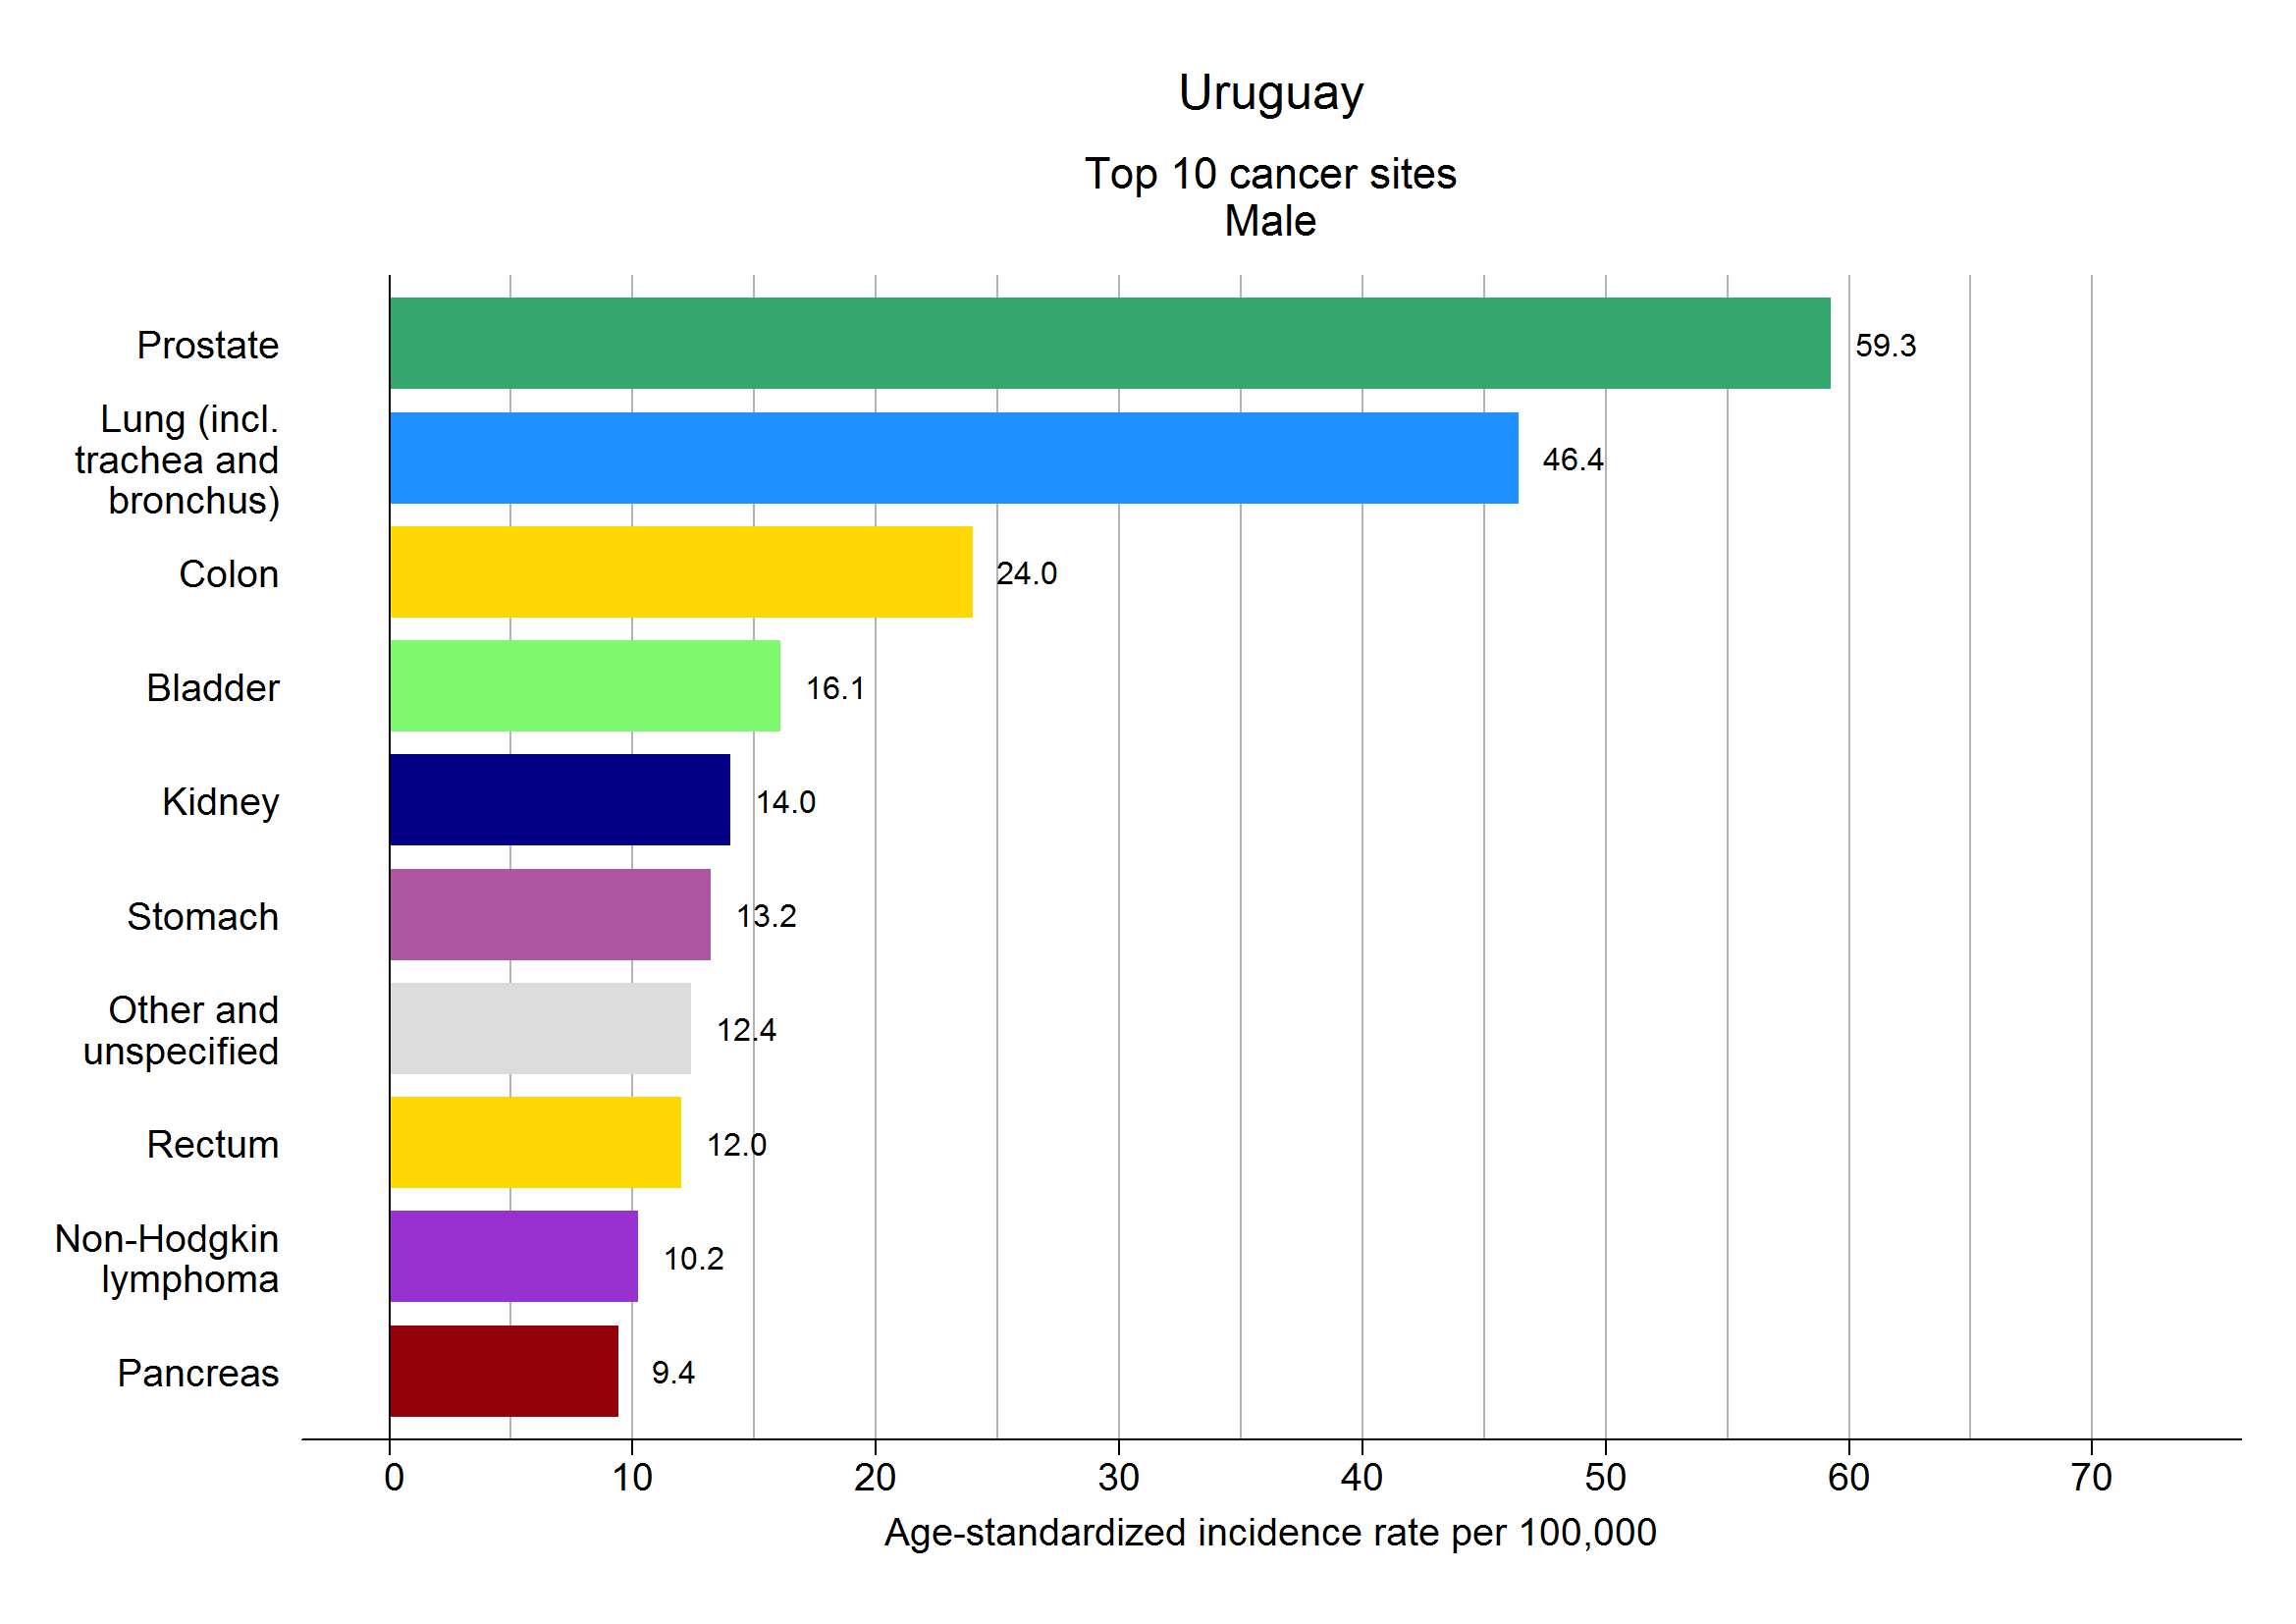 Uruguay
Top 10 cancer sites
Male
Prostate
59.3
Lung (incl.
trachea and
bronchus)
46.4
Colon
24.0
Bladder
16.1
Kidney
14.0
Stomach
13.2
Other and
unspecified
12.4
Rectum
12.0
Non-Hodgkin
lymphoma
10.2
Pancreas
9.4
0 10 20 30 40 50 60 70
Age-standardized incidence rate per 100,000